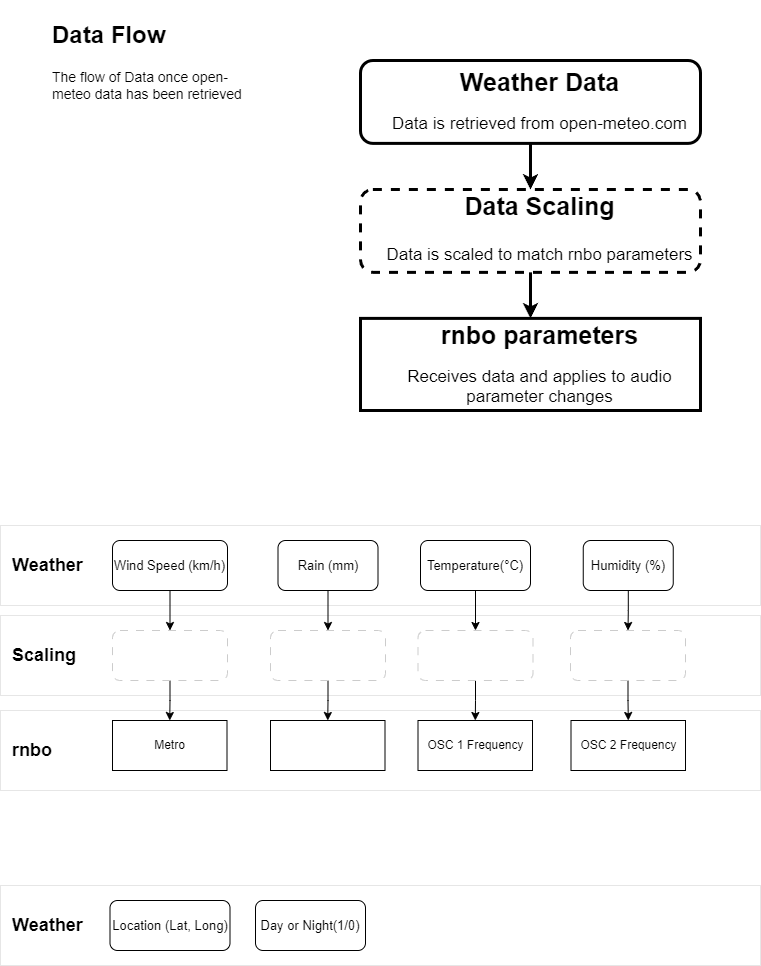 Data Flow
The flow of Data once open-
meteo data has been retrieved
Weather Data
Data is retrieved from open-meteo.com
Data Scaling
Data is scaled to match rnbo parameters
rnbo parameters
Receives data and applies to audio
parameter changes
Weather
Wind Speed (km/h)
Rain (mm)
Temperature(°C)
Humidity (%)
Scaling
rnbo
Metro
OSC 1 Frequency
OSC 2 Frequency
Weather
Location (Lat, Long)
Day or Night(1/0)